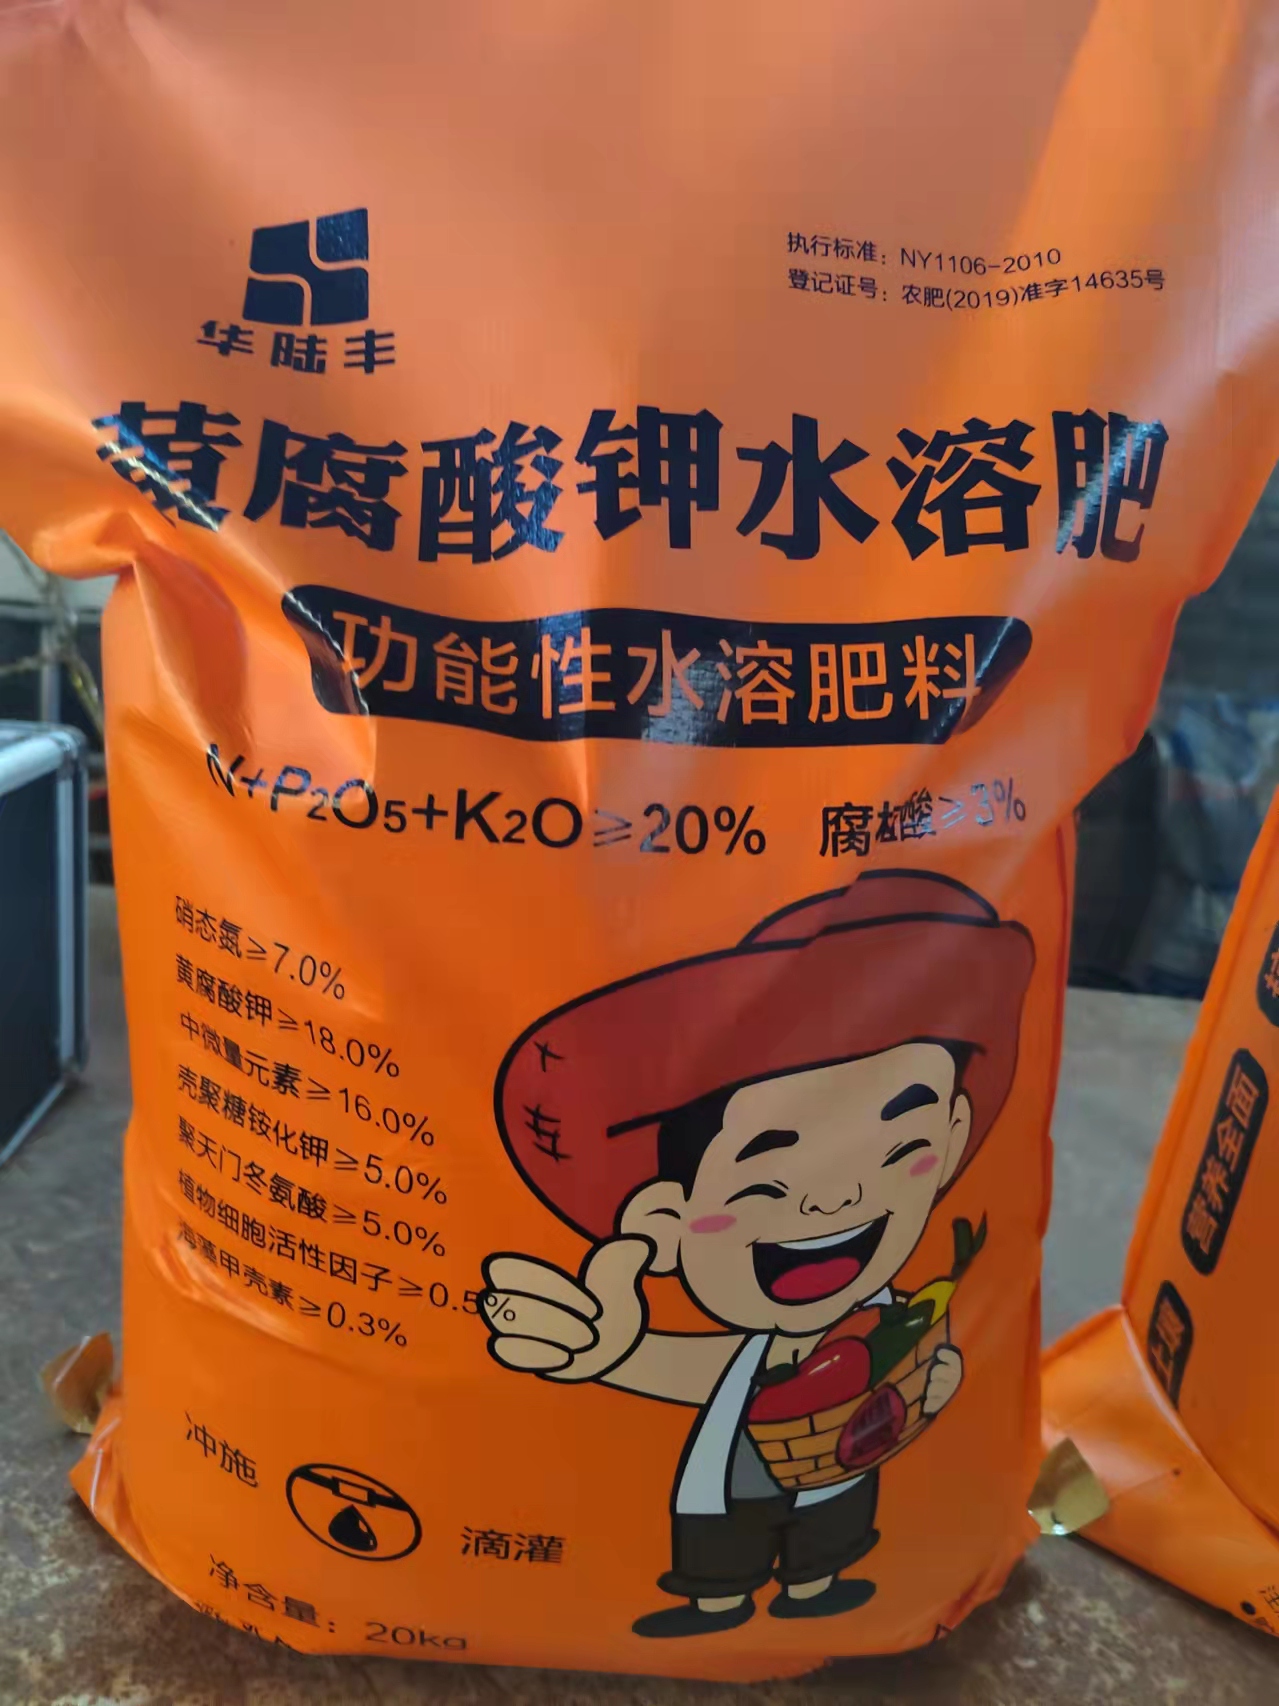 执行标准：NY1106-2010
登记证号：农肥(2019)准字14635号
华陆丰
黄腐酸钾水溶肥
功能性水溶肥料
N+P2O5+K2O≥20% 腐植酸≥3%
硝态氮≥7.0%
黄腐酸钾≥18.0%
中微量元素≥16.0%
壳聚糖铵化钾≥5.0%
聚天门冬氨酸≥5.0%
植物细胞活性因子≥0.5%
海藻甲壳素≥0.3%
冲施
滴灌
净含量：20kg
营养全面